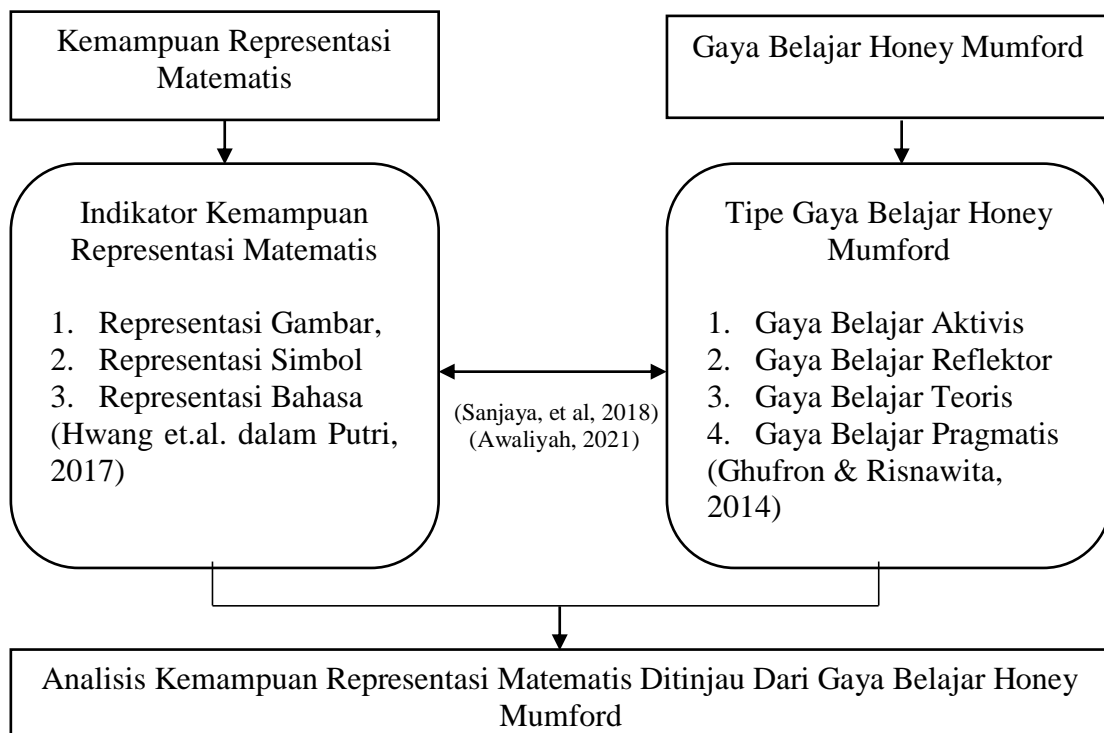 Kemampuan Representasi
Matematis
Gaya Belajar Honey Mumford
Indikator Kemampuan
Representasi Matematis
1. Representasi Gambar,
2. Representasi Simbol
3. Representasi Bahasa
(Hwang et.al. dalam Putri,
2017)
(Sanjaya, et al, 2018)
(Awaliyah, 2021)
Tipe Gaya Belajar Honey
Mumford
1. Gaya Belajar Aktivis
2. Gaya Belajar Reflektor
3. Gaya Belajar Teoris
4. Gaya Belajar Pragmatis
(Ghufron & Risnawita,
2014)
Analisis Kemampuan Representasi Matematis Ditinjau Dari Gaya Belajar Honey
Mumford